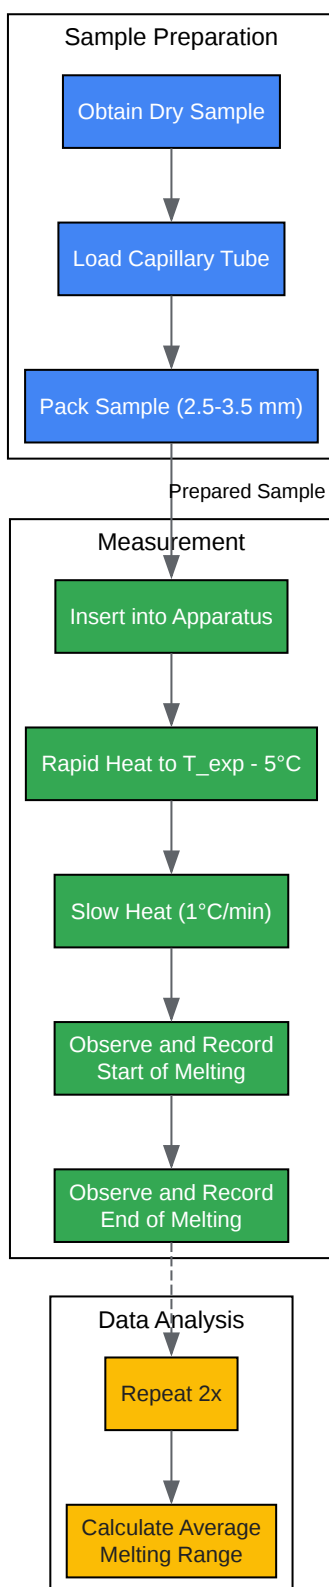 Sample Preparation
Obtain Dry Sample
Load Capillary Tube
Pack Sample (2.5-3.5 mm)
Prepared Sample
Measurement
Insert into Apparatus
Rapid Heat to T_exp - 5°C
Slow Heat (1°C/min)
Observe and Record
Start of Melting
Observe and Record
End of Melting
Data Analysis
Repeat 2x
Calculate Average
Melting Range